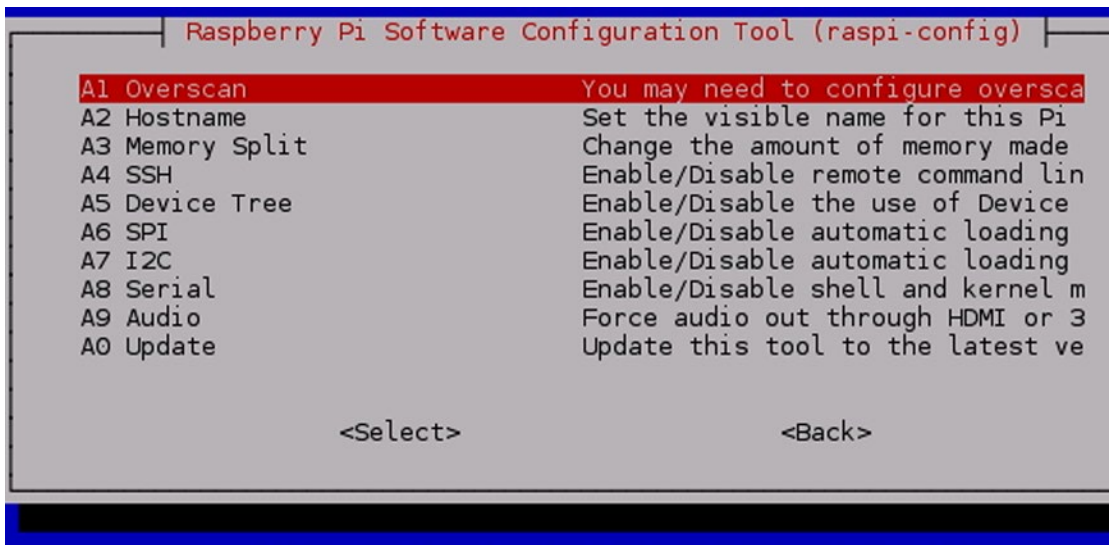 Raspberry Pi Software Configuration Tool (raspi-config)
A1 Overscan You may need to configure oversca
A2 Hostname Set the visible name for this Pi
A3 Memory Split Change the amount of memory made
A4 SSH Enable/Disable remote command lin
A5 Device Tree Enable/Disable the use of Device
A6 SPI Enable/Disable automatic loading
A7 I2C Enable/Disable automatic loading
A8 Serial Enable/Disable shell and kernel m
A9 Audio Force audio out through HDMI or 3
A0 Update Update this tool to the latest ve
<Select> <Back>